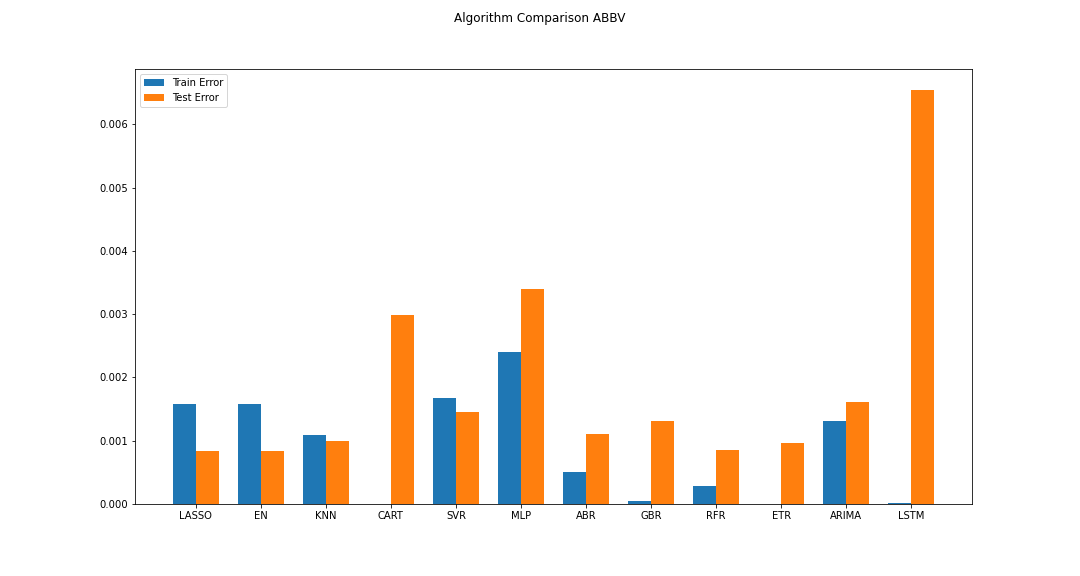 Algorithm Comparison ABBV
Train Error
Test Error
0.006
0.005
0.004
0.003
0.002
0.001
0.000
LASSO EN KNN CART SVR MLP ABR GBR RFR ETR ARIMA LSTM